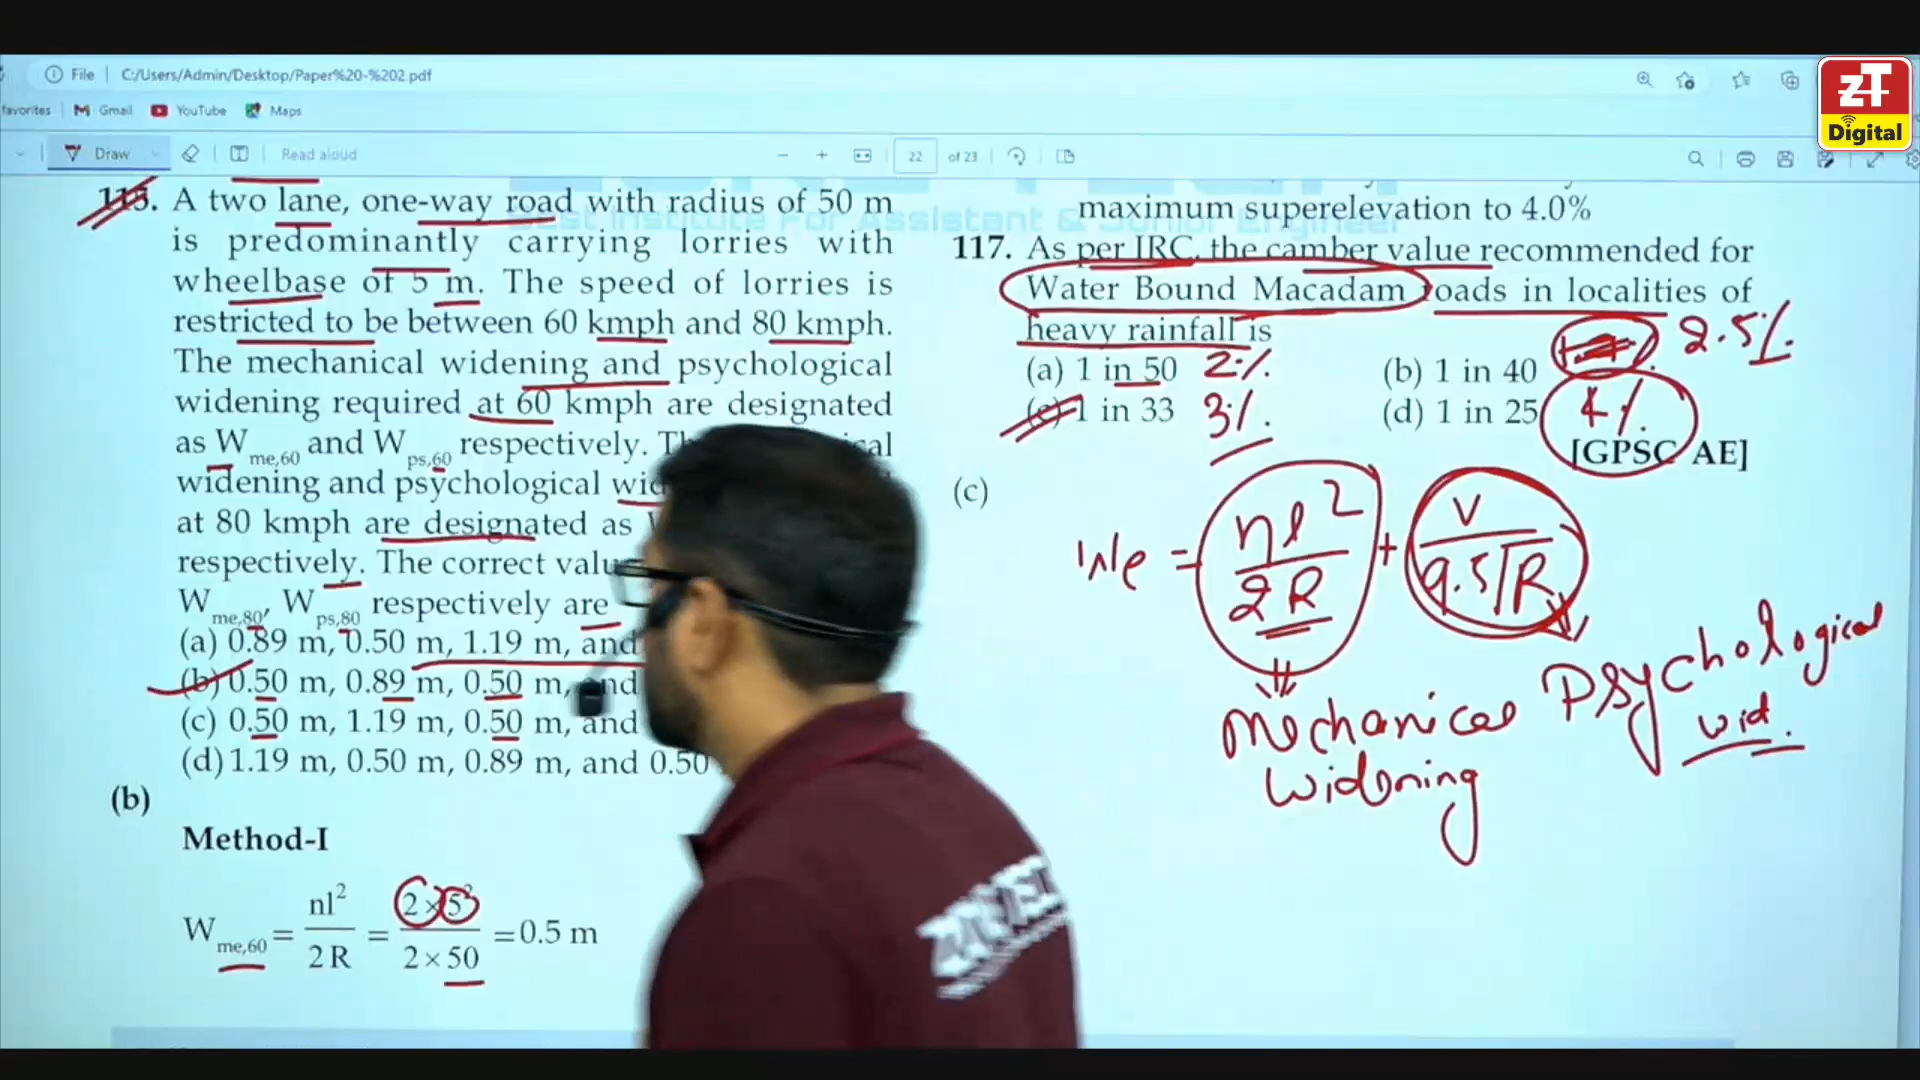 File | C:/Users/Admin/Desktop/Paper%20-%202.pdf
favorites Gmail YouTube Maps
Draw Read aloud 22 of 23
ZT Digital
113. A two lane, one-way road with radius of 50 m
is predominantly carrying lorries with
wheelbase of 5 m. The speed of lorries is
restricted to be between 60 kmph and 80 kmph.
The mechanical widening and psychological
widening required at 60 kmph are designated
as Wme,60 and Wps,60 respectively.
widening and psychological
at 80 kmph are designated as
respectively. The correct
Wme,80, Wps,80 respectively are
(a) 0.89 m, 0.50 m, 1.19 m, and
(b) 0.50 m, 0.89 m, 0.50 m, and
(c) 0.50 m, 1.19 m, 0.50 m, and
(d) 1.19 m, 0.50 m, 0.89 m, and 0.50
(b)
Method-I
Wme,60 = nl²/2R = 2×5²/2×50 = 0.5 m
maximum superelevation to 4.0%
117. As per IRC, the camber value recommended for
Water Bound Macadam roads in localities of
heavy rainfall is
2.5%
(a) 1 in 50 2% (b) 1 in 40
(c) 1 in 33 3% (d) 1 in 25 4%
[GPSC AE]
(c)
We = nl²/2R + V/9.5√R
Mechanical widening
Psychological wid.